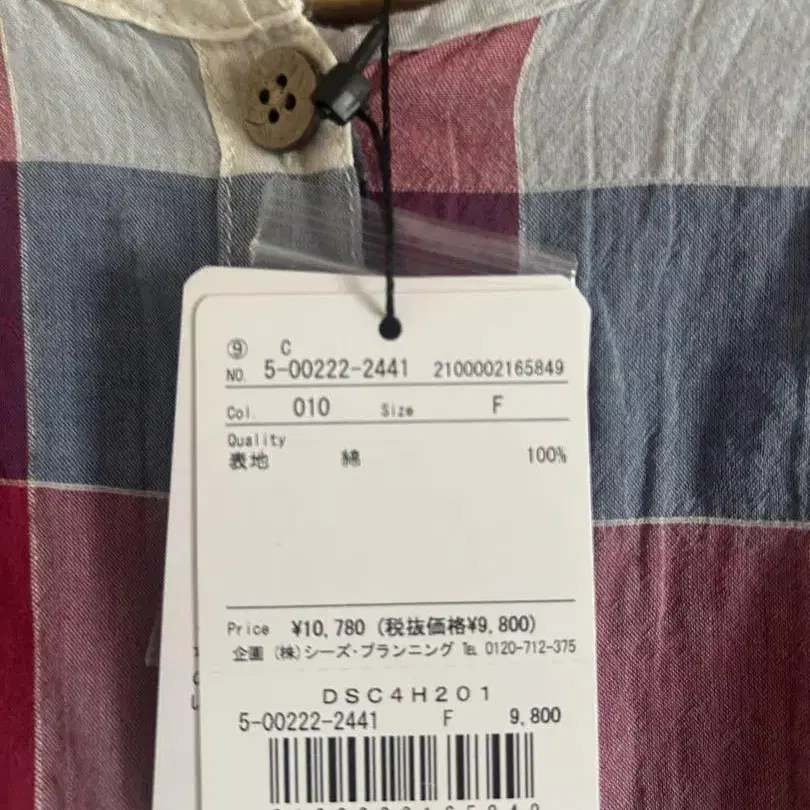 ⑨ C
NO. 5-00222-2441 2100002165849
Col. 010 Size F
Quality
表地 綿 100%
Price ¥10,780 (税抜価格¥9,800)
企画 (株)シーズ・プランニング ℡ 0120-712-375
DSC4H201
5-00222-2441 F 9,800